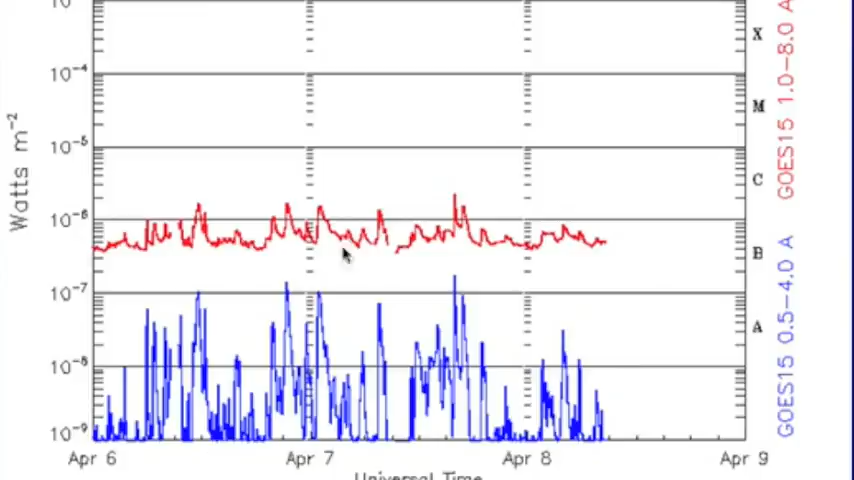 X
10⁻⁴
M
10⁻⁵
C
10⁻⁶
B
10⁻⁷
A
10⁻⁸
10⁻⁹
Watts m⁻²
GOES15 1.0−8.0 A
GOES15 0.5−4.0 A
Apr 6 Apr 7 Apr 8 Apr 9
Universal Time